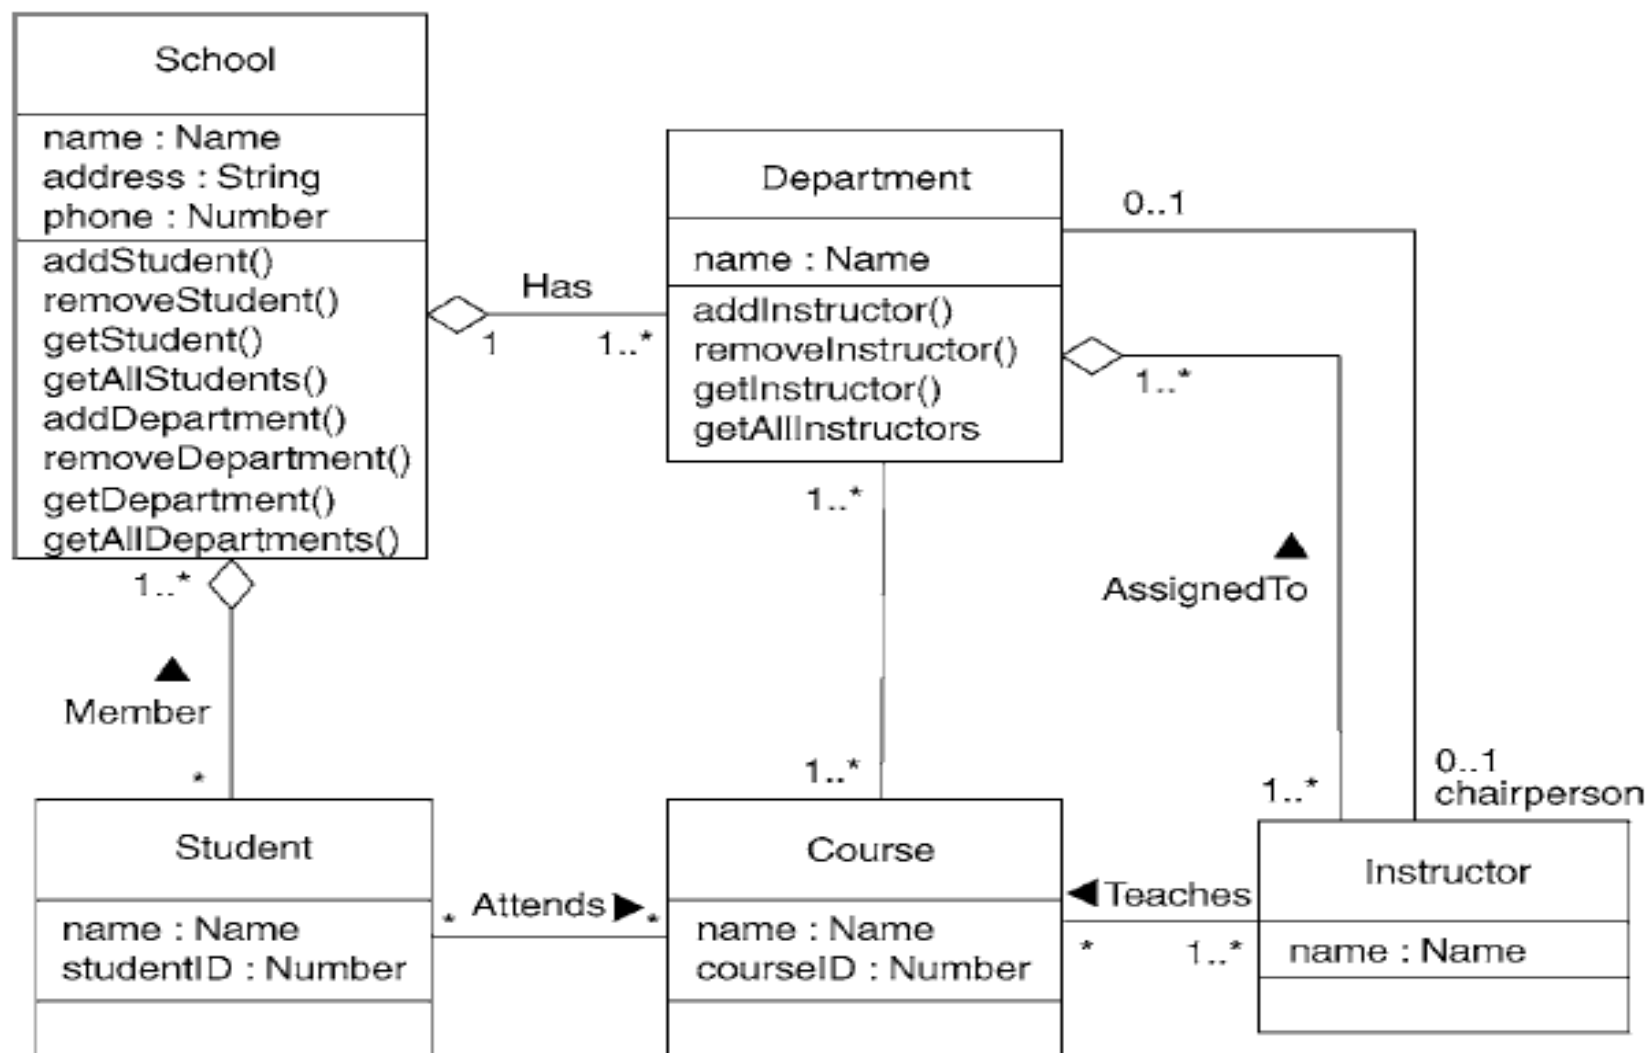 School
name : Name
address : String
phone : Number
addStudent()
removeStudent()
getStudent()
getAllStudents()
addDepartment()
removeDepartment()
getDepartment()
getAllDepartments()
Has
1
1..*
Department
name : Name
addInstructor()
removeInstructor()
getInstructor()
getAllInstructors
0..1
1..*
1..*
AssignedTo
1..*
Member
*
1..*
1..*
0..1
chairperson
Student
name : Name
studentID : Number
*
Attends
*
Course
name : Name
courseID : Number
Teaches
*
1..*
Instructor
name : Name